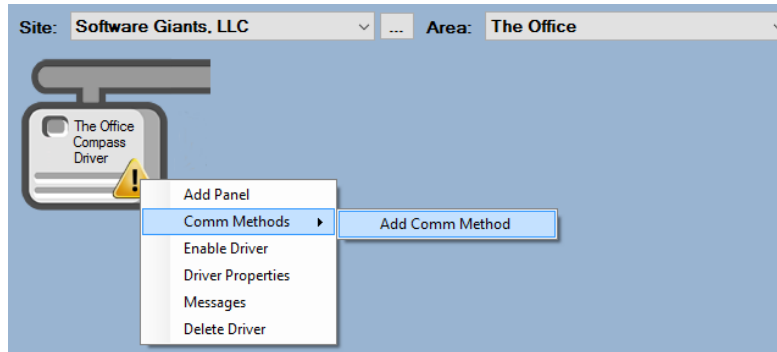 Site: Software Giants, LLC ... Area: The Office
The Office
Compass
Driver
Add Panel
Comm Methods Add Comm Method
Enable Driver
Driver Properties
Messages
Delete Driver